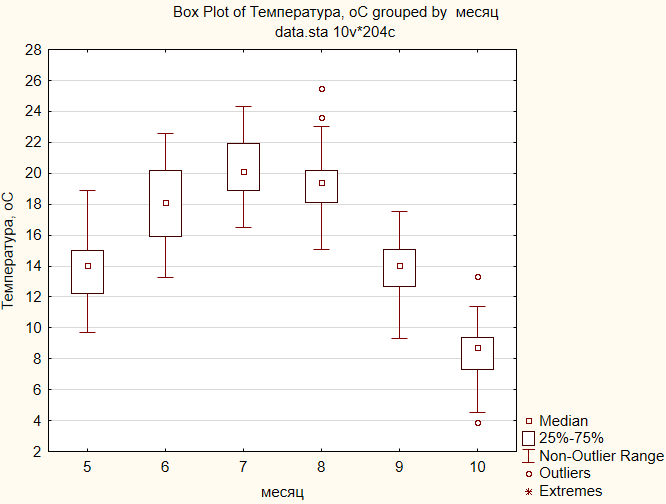 Box Plot of Температура, оС grouped by  месяц
data.sta 10v*204c
28
26
24
22
20
18
16
14
12
10
8
6
4
2
Температура, оС
5 6 7 8 9 10
месяц
Median
25%-75%
Non-Outlier Range
Outliers
Extremes